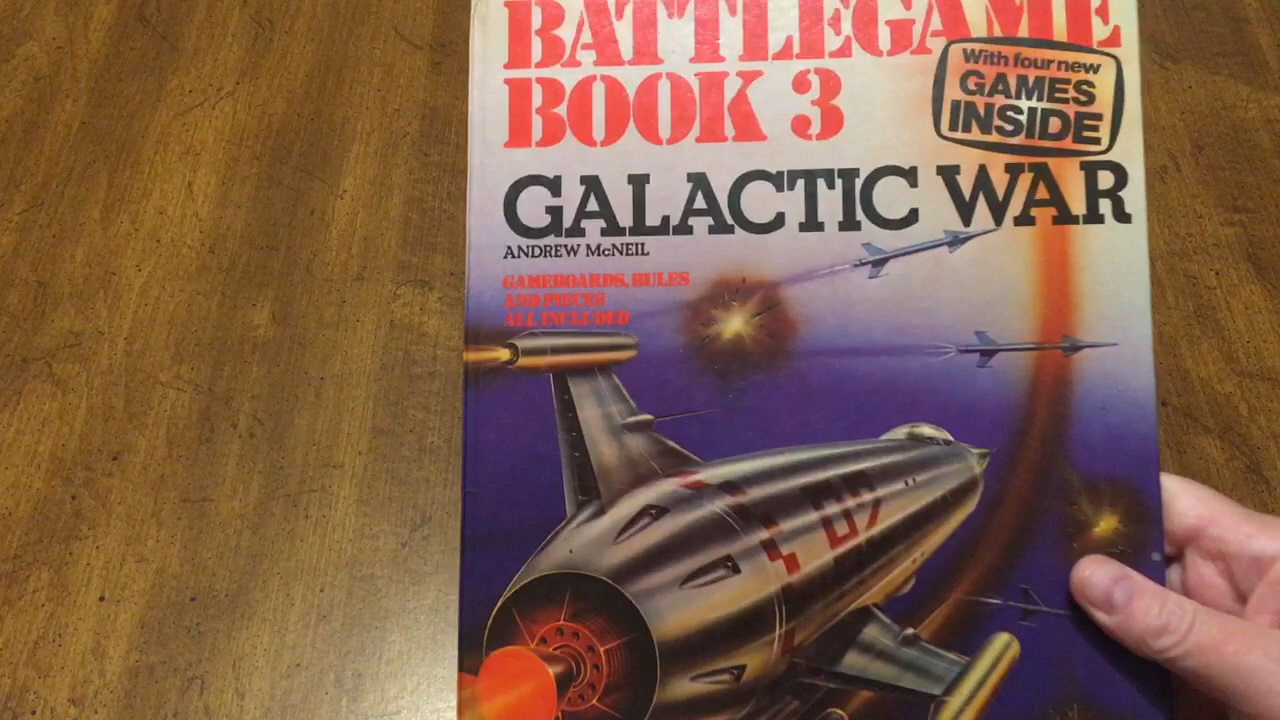 BATTLEGAME
BOOK 3
With four new
GAMES
INSIDE
GALACTIC WAR
ANDREW McNEIL
GAMEBOARDS, RULES
AND PIECES
ALL INCLUDED